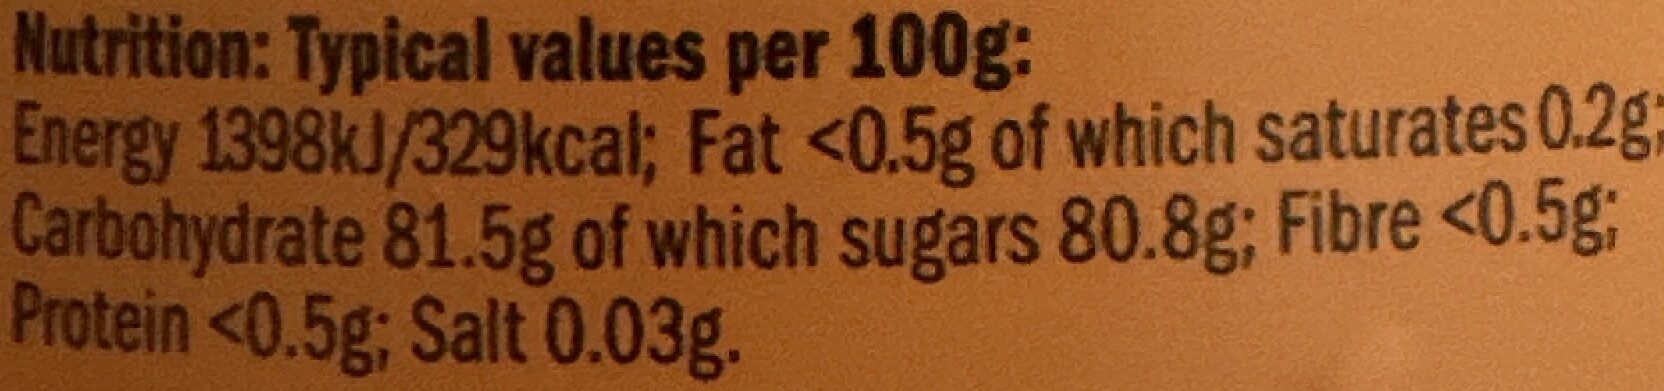 Nutrition: Typical values per 100g:
Energy 1398kJ/329kcal; Fat <0.5g of which saturates 0.2g;
Carbohydrate 81.5g of which sugars 80.8g; Fibre <0.5g;
Protein <0.5g; Salt 0.03g.